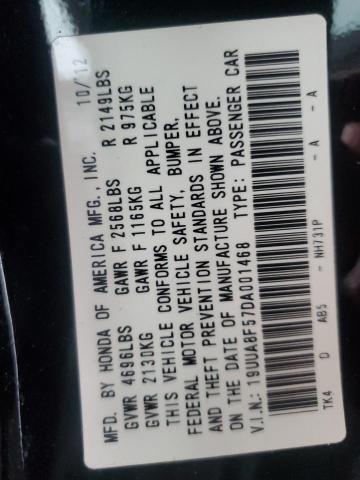 MFD. BY HONDA OF AMERICA MFG., INC. 10/12
GVWR 4696LBS GAWR F 2568LBS R 2149LBS
GVWR 2130KG GAWR F 1165KG R 975KG
THIS VEHICLE CONFORMS TO ALL APPLICABLE
FEDERAL MOTOR VEHICLE SAFETY, BUMPER,
AND THEFT PREVENTION STANDARDS IN EFFECT
ON THE DATE OF MANUFACTURE SHOWN ABOVE.
V.I.N.: 19UUA8F57DA001468 TYPE: PASSENGER CAR
TK4 D AB5 - NH731P - A - A